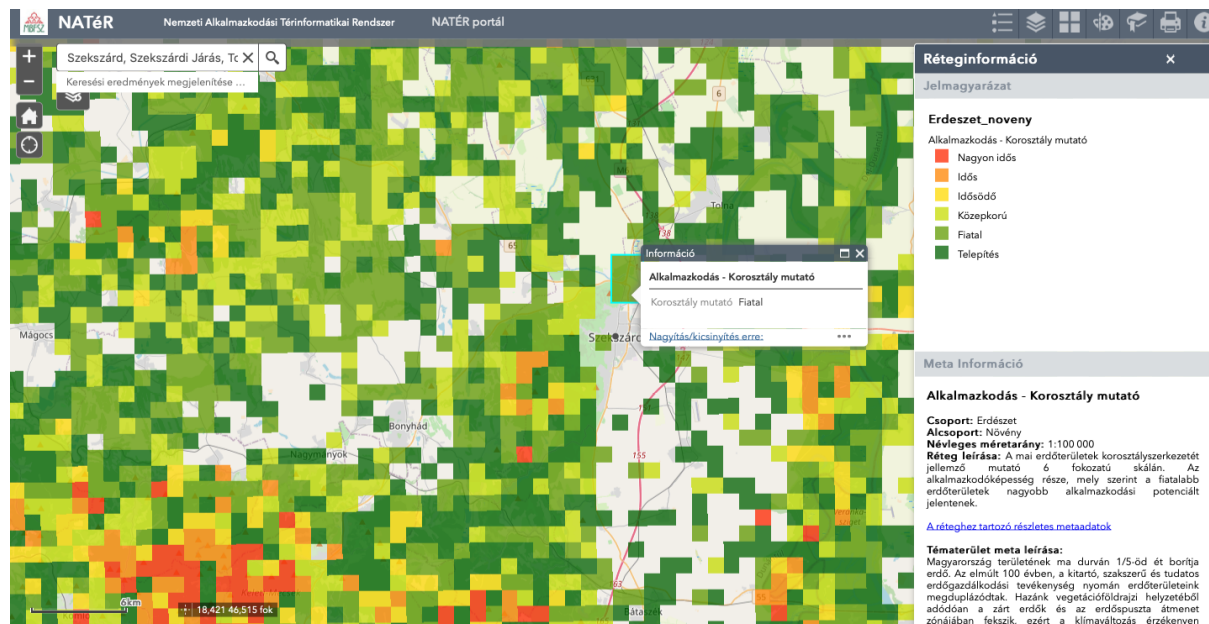 MBFSZ
NATéR
Nemzeti Alkalmazkodási Térinformatikai Rendszer
NATÉR portál
Szekszárd, Szekszárdi Járás, To
Keresési eredmények megjelenítése ...
6
Tolna
65
Mágocs
Bonyhád
Nagymányok
155
63
55
Bátaszék
Információ
Alkalmazkodás - Korosztály mutató
Korosztály mutató Fiatal
Nagyítás/kicsinyítés erre:
6km
18,421 46,515 fok
Réteginformáció
Jelmagyarázat
Erdeszet_noveny
Alkalmazkodás - Korosztály mutató
Nagyon idős
Idős
Idősödő
Középkorú
Fiatal
Telepítés
Meta Információ
Alkalmazkodás - Korosztály mutató
Csoport: Erdészet
Alcsoport: Növény
Névleges méretarány: 1:100 000
Réteg leírása: A mai erdőterületek korosztályszerkezetét
jellemző mutató 6 fokozatú skálán. Az
alkalmazkodóképesség része, mely szerint a fiatalabb
erdőterületek nagyobb alkalmazkodási potenciált
jelentenek.
A réteghez tartozó részletes metaadatok
Tématerület meta leírása:
Magyarország területének ma durván 1/5-öd ét borítja
erdő. Az elmúlt 100 évben, a kitartó, szakszerű és tudatos
erdőgazdálkodási tevékenység nyomán erdőterületeink
megduplázódtak. Hazánk vegetációföldrajzi helyzetéből
adódóan a zárt erdők és az erdőspuszta átmenet
zónájában fekszik, ezért a klímaváltozás érzékenyen